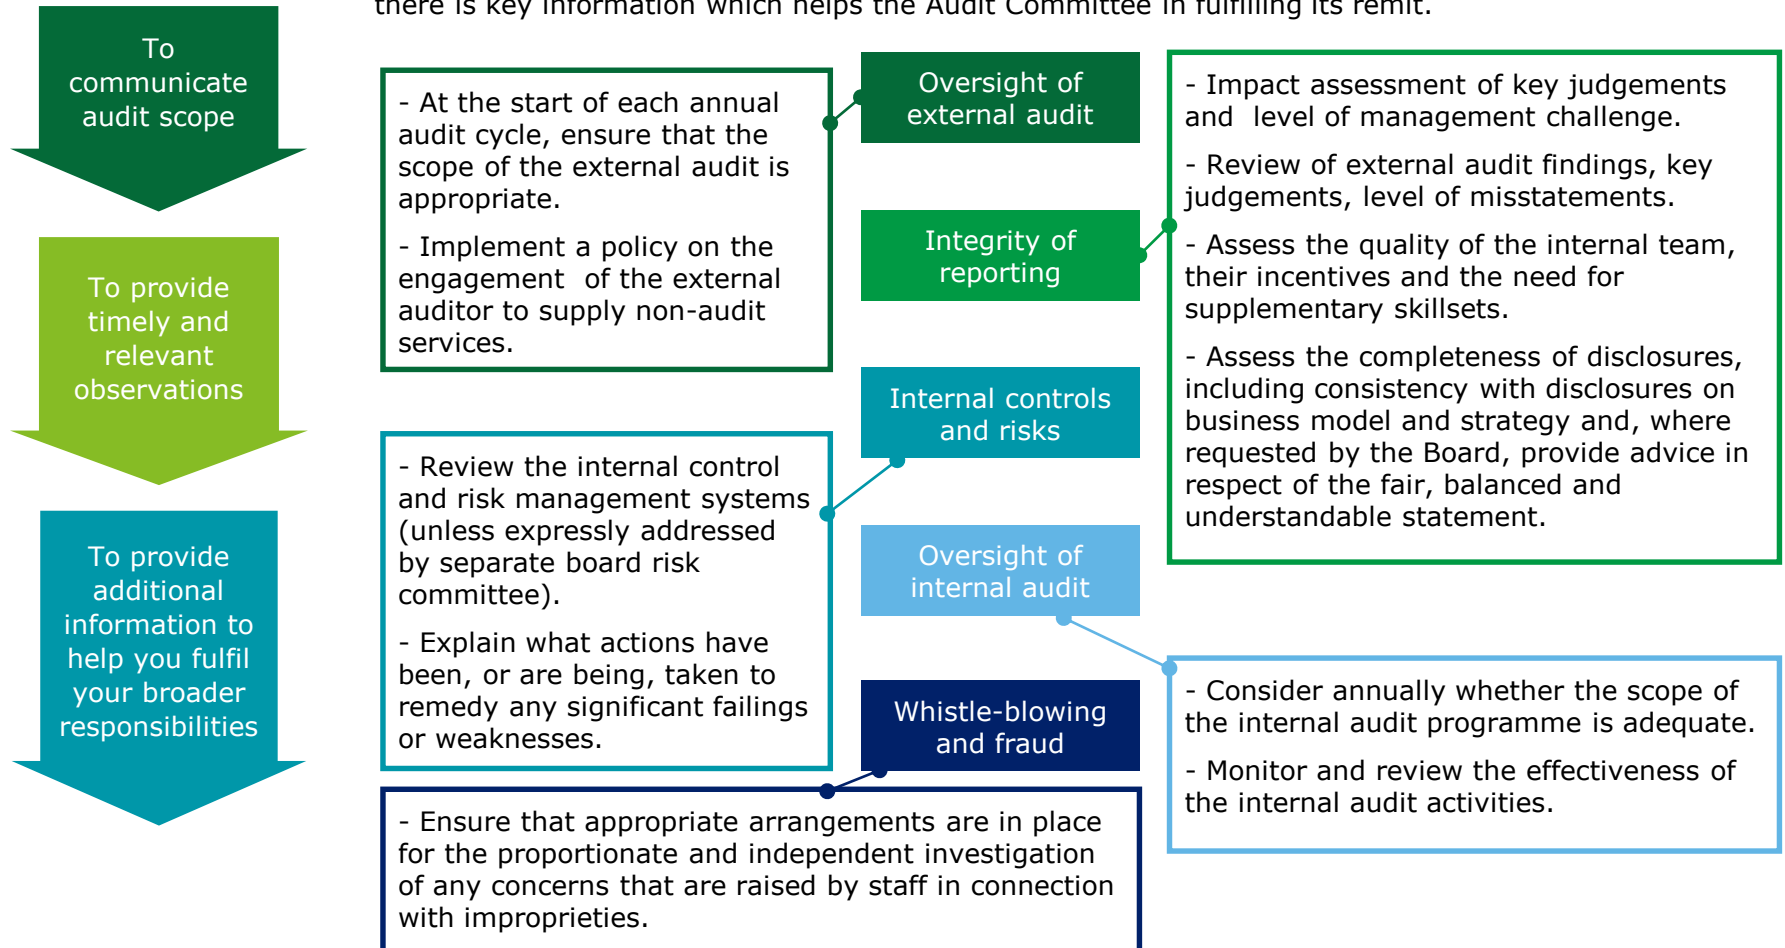 there is key information which helps the Audit Committee in fulfilling its remit.
To
communicate
audit scope
To provide
timely and
relevant
observations
To provide
additional
information to
help you fulfil
your broader
responsibilities
- At the start of each annual
audit cycle, ensure that the
scope of the external audit is
appropriate.
- Implement a policy on the
engagement  of the external
auditor to supply non-audit
services.
Oversight of
external audit
Integrity of
reporting
- Impact assessment of key judgements
and  level of management challenge.
- Review of external audit findings, key
judgements, level of misstatements.
- Assess the quality of the internal team,
their incentives and the need for
supplementary skillsets.
- Assess the completeness of disclosures,
including consistency with disclosures on
business model and strategy and, where
requested by the Board, provide advice in
respect of the fair, balanced and
understandable statement.
Internal controls
and risks
- Review the internal control
and risk management systems
(unless expressly addressed
by separate board risk
committee).
- Explain what actions have
been, or are being, taken to
remedy any significant failings
or weaknesses.
Oversight of
internal audit
- Consider annually whether the scope of
the internal audit programme is adequate.
- Monitor and review the effectiveness of
the internal audit activities.
Whistle-blowing
and fraud
- Ensure that appropriate arrangements are in place
for the proportionate and independent investigation
of any concerns that are raised by staff in connection
with improprieties.